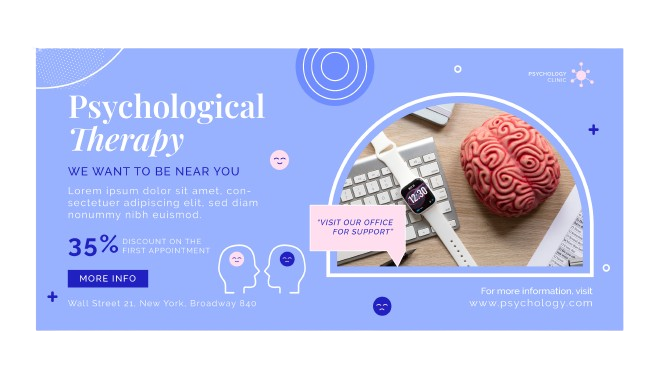 Psychological
Therapy
WE WANT TO BE NEAR YOU
Lorem ipsum dolor sit amet, con-
sectetuer adipiscing elit, sed diam
nonummy nibh euismod.
35% DISCOUNT ON THE
FIRST APPOINTMENT
MORE INFO
Wall Street 21, New York, Broadway 840
PSYCHOLOGY
CLINIC
12:30
"VISIT OUR OFFICE
FOR SUPPORT"
For more information, visit
www.psychology.com